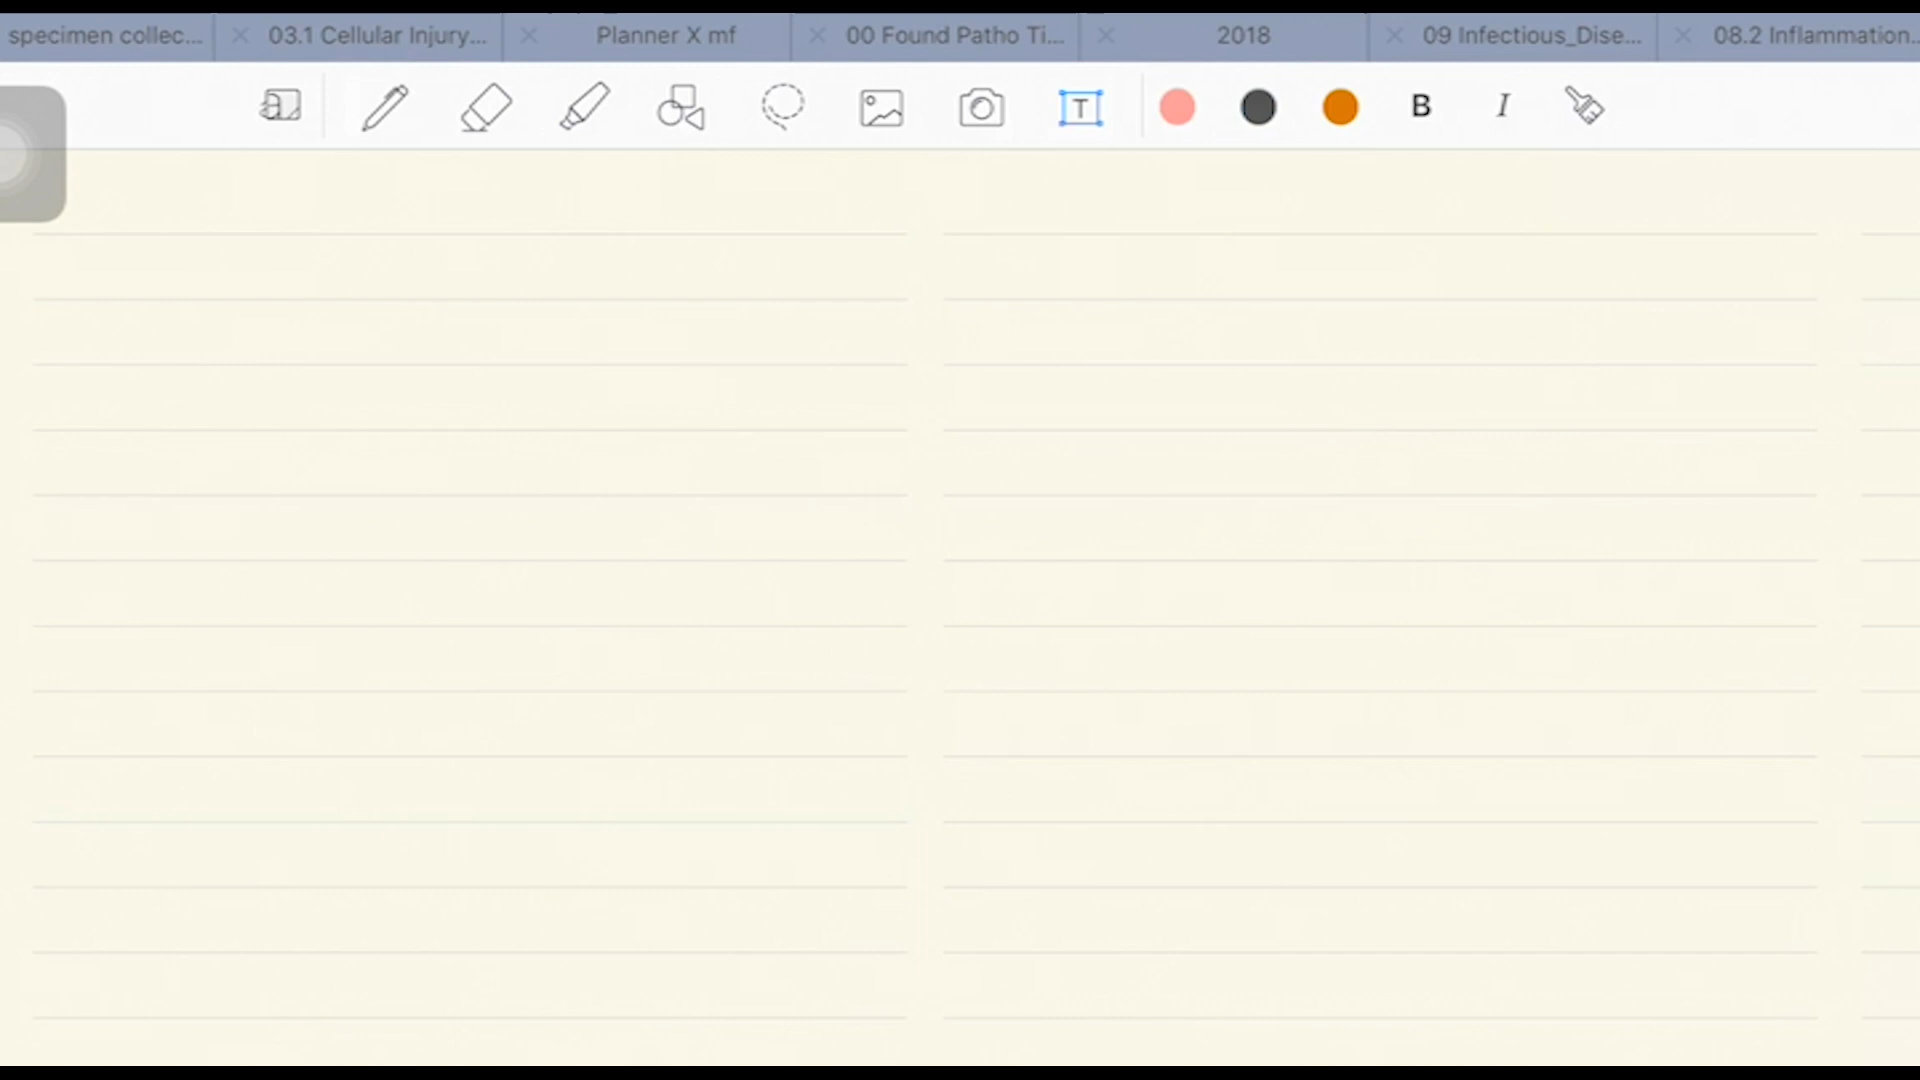 specimen collec...
03.1 Cellular Injury...
Planner X mf
00 Found Patho Ti...
2018
09 Infectious_Dise...
08.2 Inflammation..
a
T
B
I